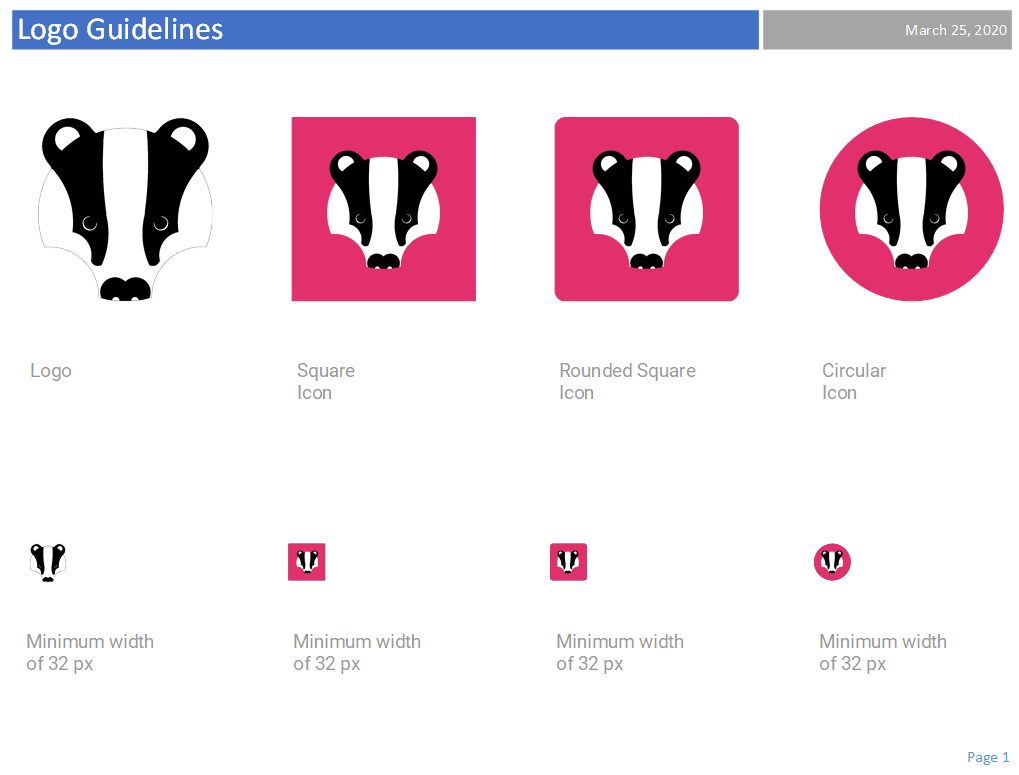 Logo Guidelines
March 25, 2020
Logo
Square
Icon
Rounded Square
Icon
Circular
Icon
Minimum width
of 32 px
Minimum width
of 32 px
Minimum width
of 32 px
Minimum width
of 32 px
Page 1